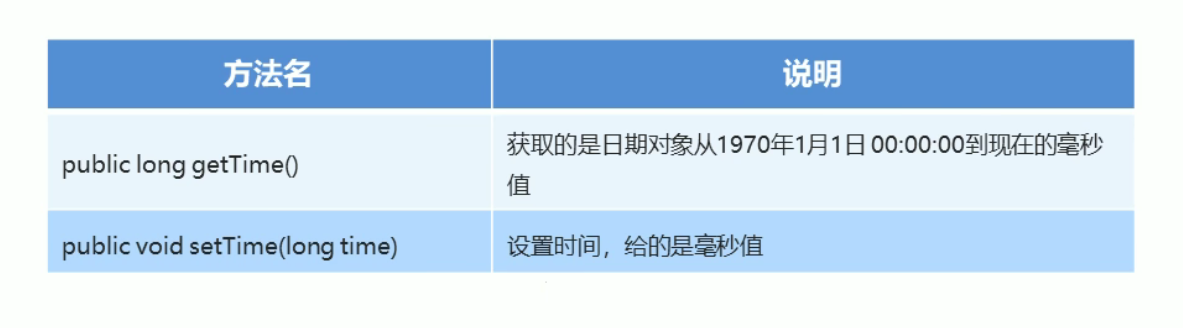 方法名
说明
public long getTime()
获取的是日期对象从1970年1月1日 00:00:00到现在的毫秒
值
public void setTime(long time)
设置时间，给的是毫秒值